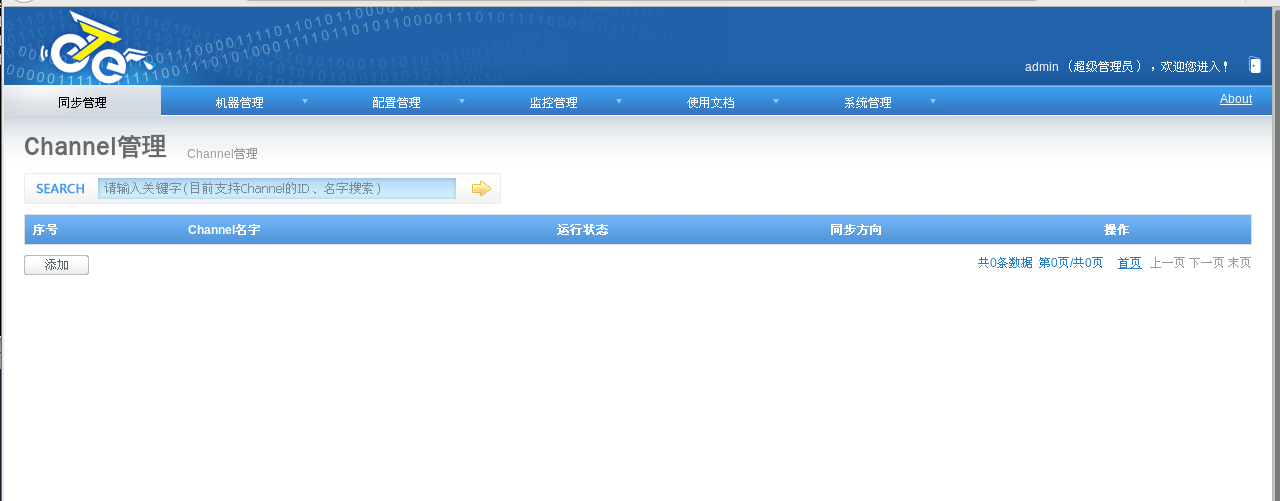 admin （超级管理员），欢迎您进入！
同步管理 机器管理 配置管理 监控管理 使用文档 系统管理 About
Channel管理 Channel管理
SEARCH 请输入关键字(目前支持Channel的ID、名字搜索)
序号 Channel名字 运行状态 同步方向 操作
添加 共0条数据 第0页/共0页 首页 上一页 下一页 末页